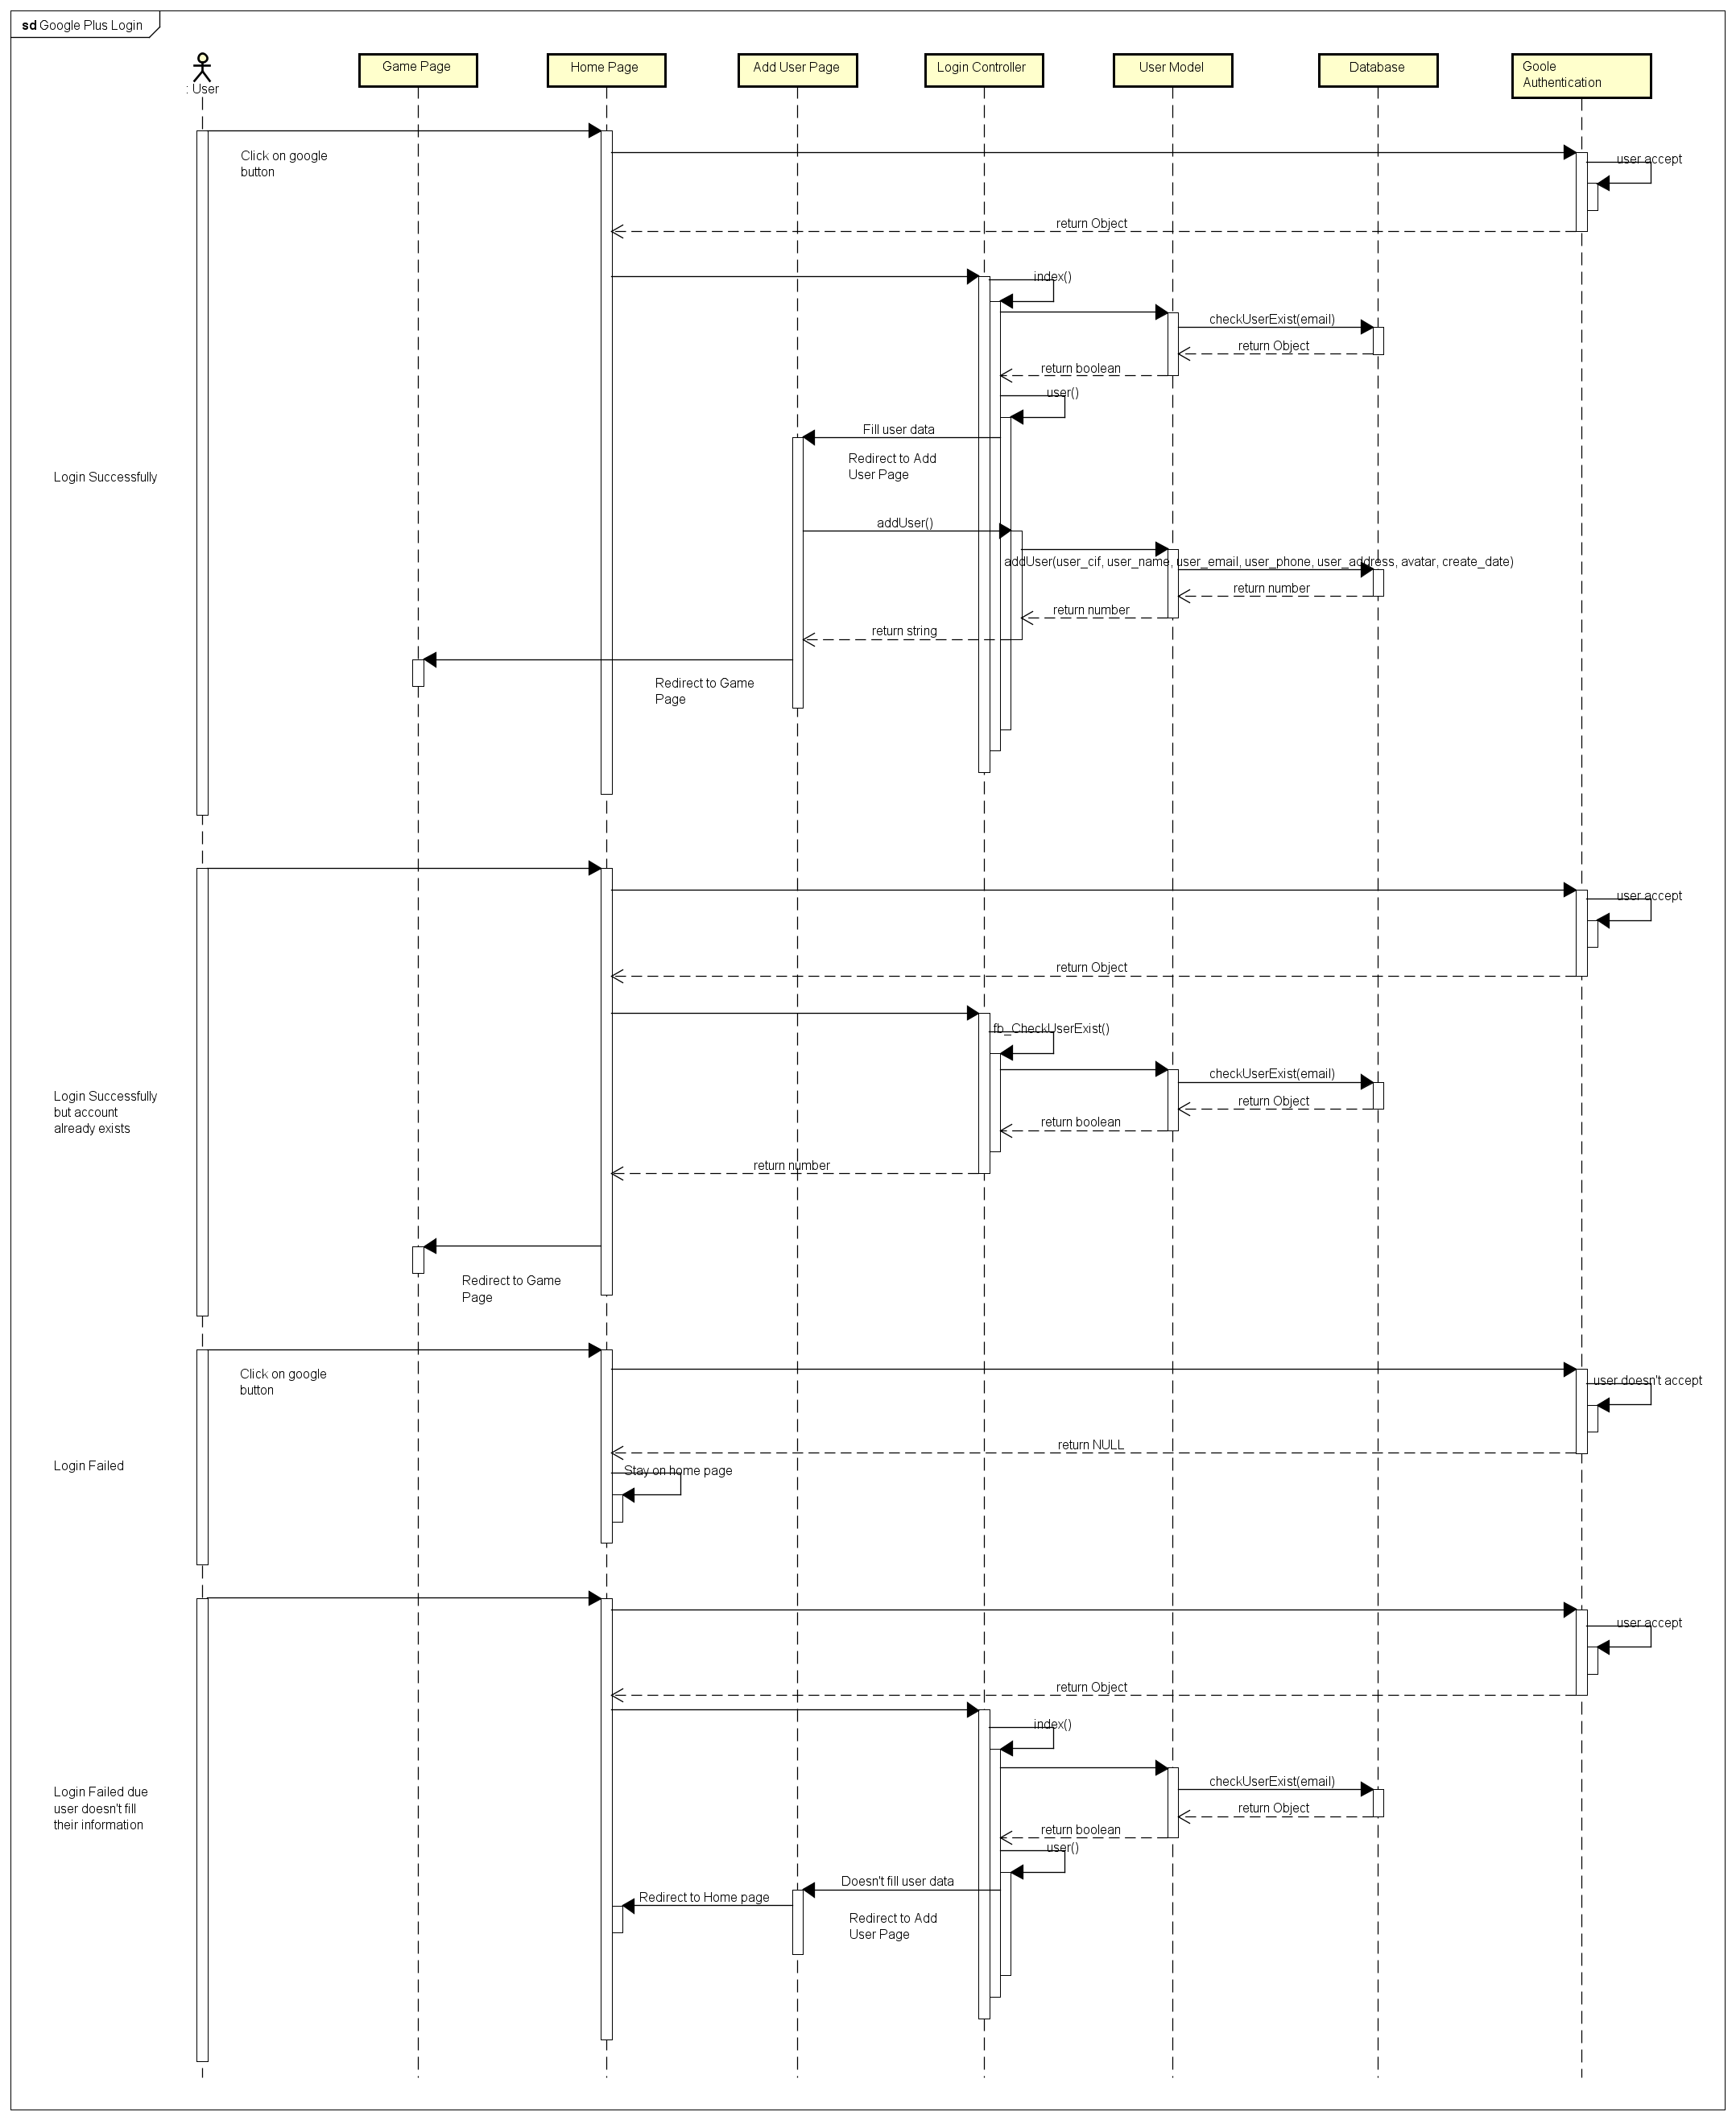 sd Google Plus Login
: User
Game Page
Home Page
Add User Page
Login Controller
User Model
Database
Goole
Authentication
Click on google
button
user accept
return Object
index()
checkUserExist(email)
return Object
return boolean
user()
Fill user data
Redirect to Add
User Page
Login Successfully
addUser()
addUser(user_cif, user_name, user_email, user_phone, user_address, avatar, create_date)
return number
return number
return string
Redirect to Game
Page
user accept
return Object
fb_CheckUserExist()
checkUserExist(email)
return Object
return boolean
Login Successfully
but account
already exists
return number
Redirect to Game
Page
Click on google
button
user doesn't accept
return NULL
Login Failed
Stay on home page
user accept
return Object
index()
checkUserExist(email)
return Object
return boolean
Login Failed due
user doesn't fill
their information
user()
Doesn't fill user data
Redirect to Home page
Redirect to Add
User Page